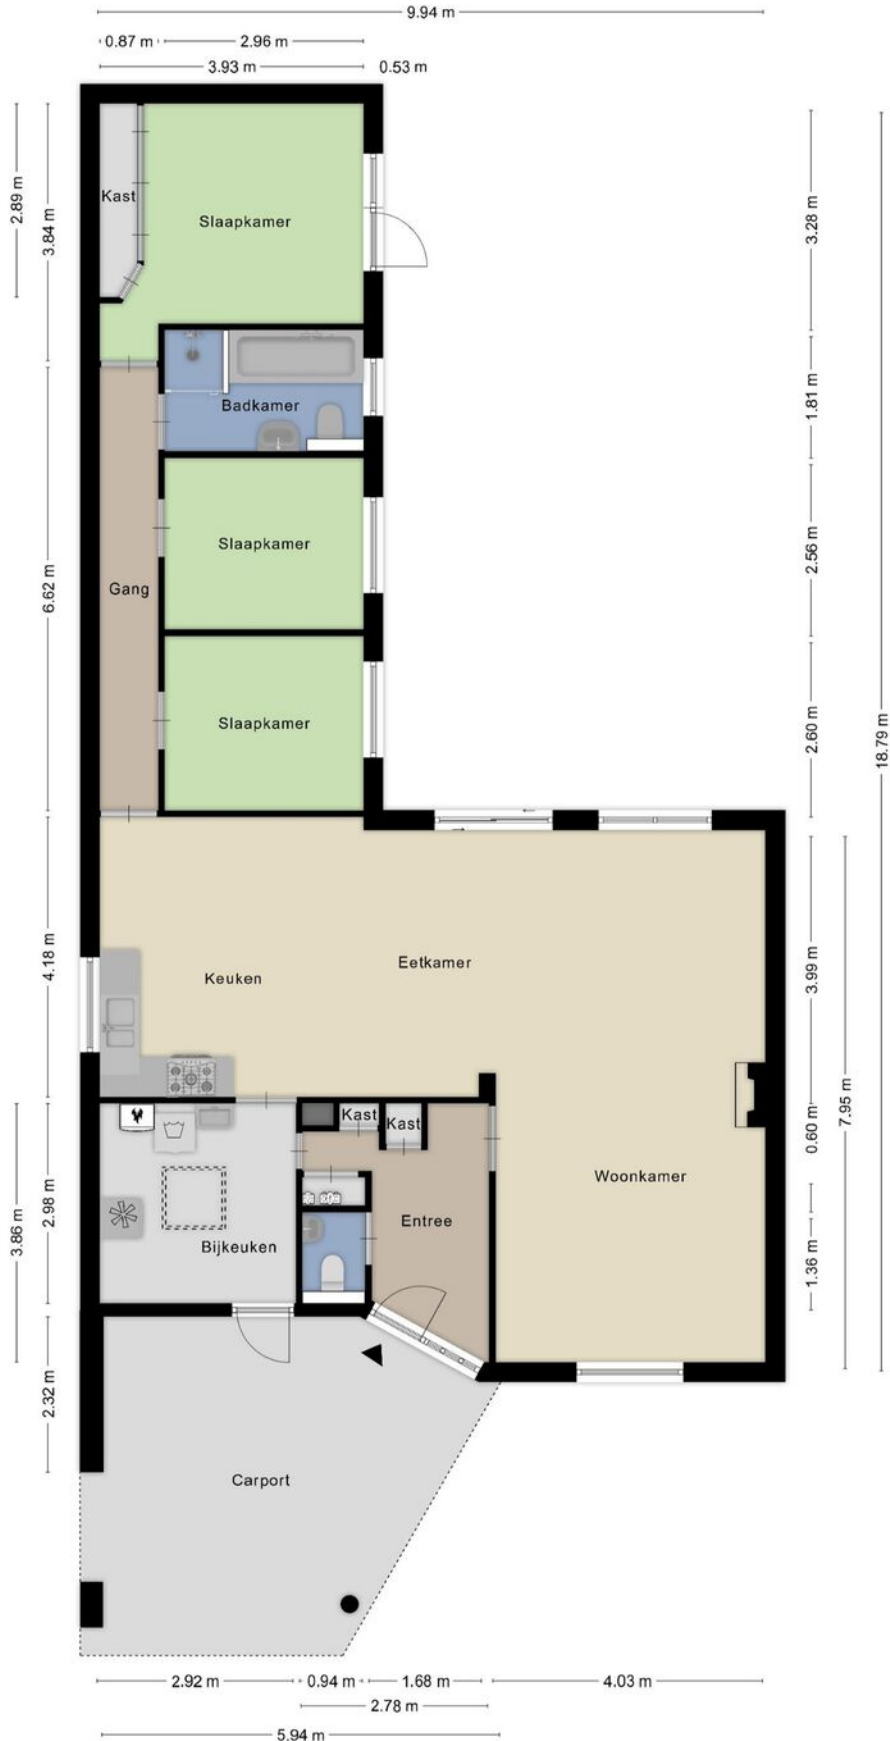 9.94 m
0.87 m
2.96 m
3.93 m
0.53 m
2.89 m
3.84 m
Kast
Slaapkamer
3.28 m
Badkamer
1.81 m
Slaapkamer
2.56 m
Gang
6.62 m
Slaapkamer
2.60 m
18.79 m
4.18 m
Keuken
Eetkamer
3.99 m
7.95 m
Kast
Kast
0.60 m
Woonkamer
2.98 m
3.86 m
Entree
Bijkeuken
1.36 m
2.32 m
Carport
2.92 m
0.94 m
1.68 m
4.03 m
2.78 m
5.94 m